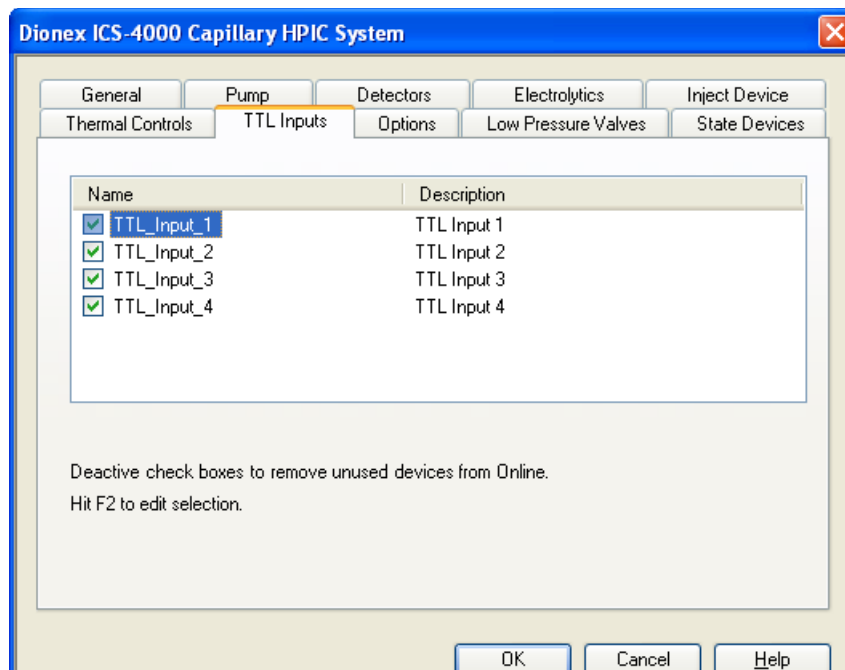 Dionex ICS-4000 Capillary HPIC System
General Pump Detectors Electrolytics Inject Device
Thermal Controls TTL Inputs Options Low Pressure Valves State Devices
Name Description
TTL_Input_1 TTL Input 1
TTL_Input_2 TTL Input 2
TTL_Input_3 TTL Input 3
TTL_Input_4 TTL Input 4
Deactive check boxes to remove unused devices from Online.
Hit F2 to edit selection.
OK Cancel Help